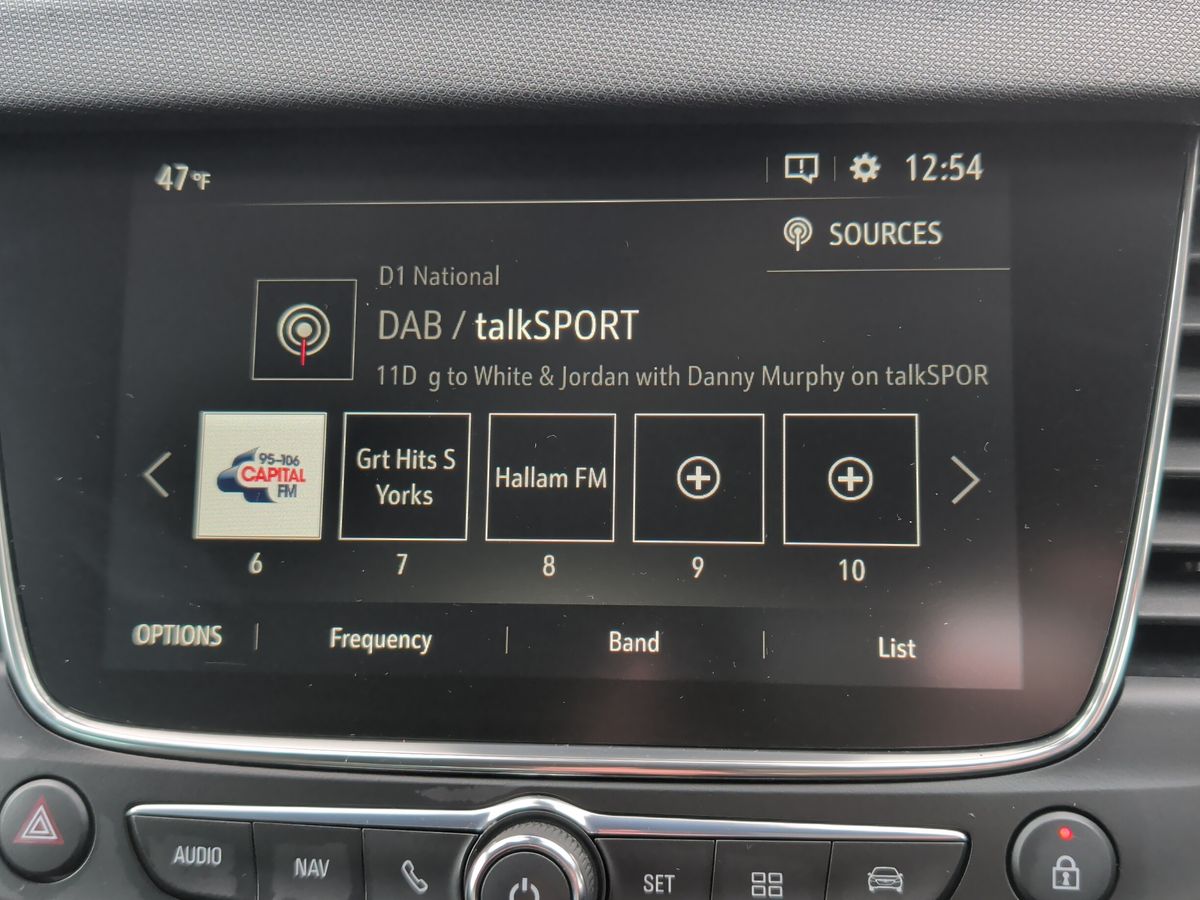 47°F
12:54
SOURCES
D1 National
DAB / talkSPORT
11D g to White & Jordan with Danny Murphy on talkSPOR
95-106
CAPITAL
FM
Grt Hits S
Yorks
Hallam FM
6
7
8
9
10
OPTIONS
Frequency
Band
List
AUDIO
NAV
SET